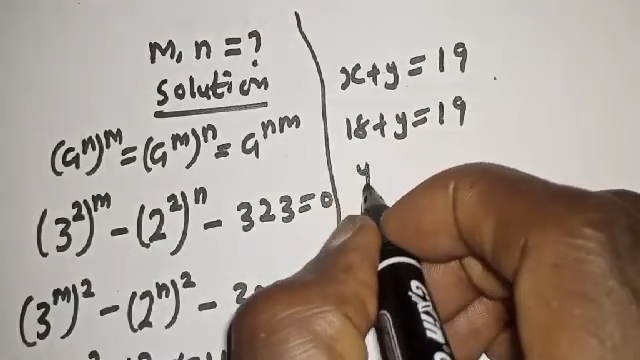 m, n = ?
Solution
(a^n)^m = (a^m)^n = a^nm
(3^2)^m - (2^2)^n - 323 = 0
(3^m)^2 - (2^n)^2 -
x + y = 19
18 + y = 19
y